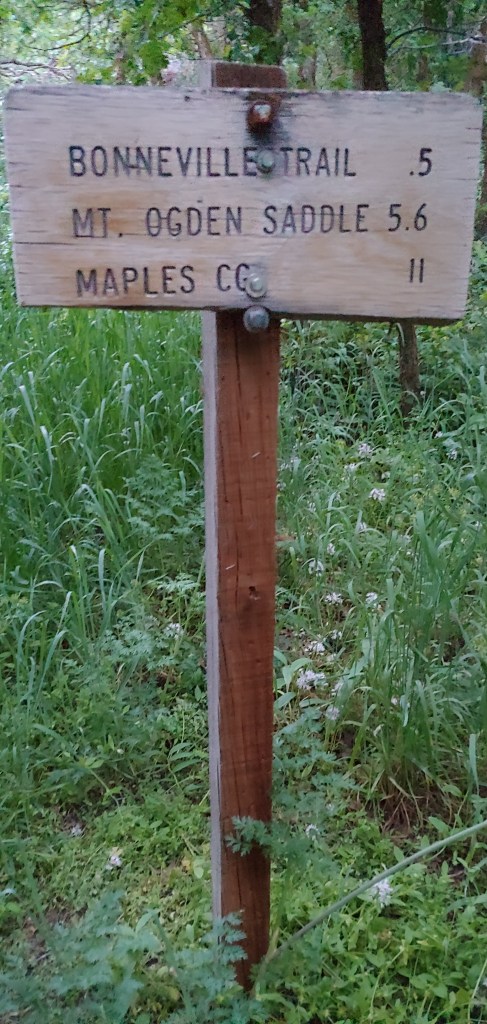 BONNEVILLE TRAIL .5
MT. OGDEN SADDLE 5.6
MAPLES CG 11